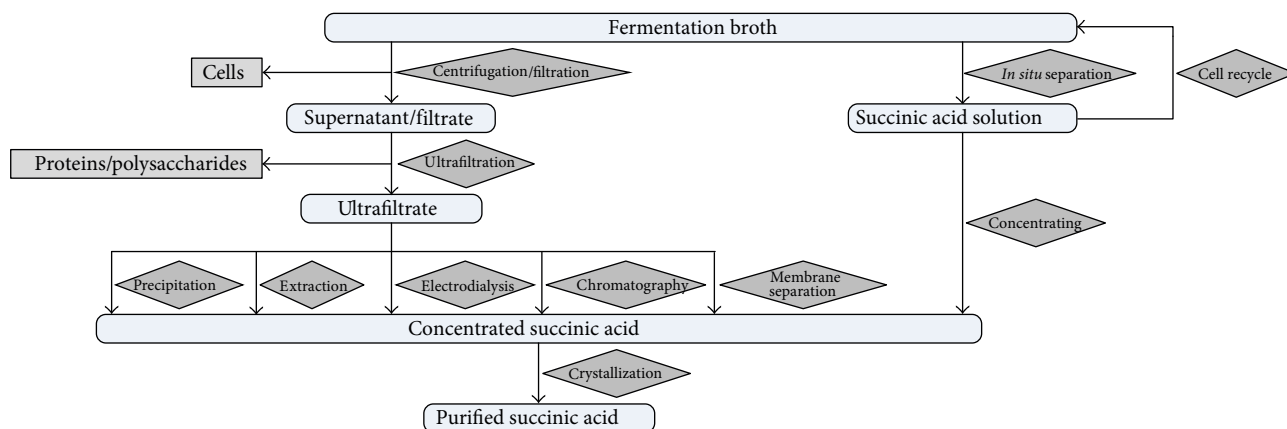 Fermentation broth
Cells
Centrifugation/filtration
In situ separation
Cell recycle
Supernatant/filtrate
Succinic acid solution
Proteins/polysaccharides
Ultrafiltration
Ultrafiltrate
Concentrating
Precipitation
Extraction
Electrodialysis
Chromatography
Membrane
separation
Concentrated succinic acid
Crystallization
Purified succinic acid